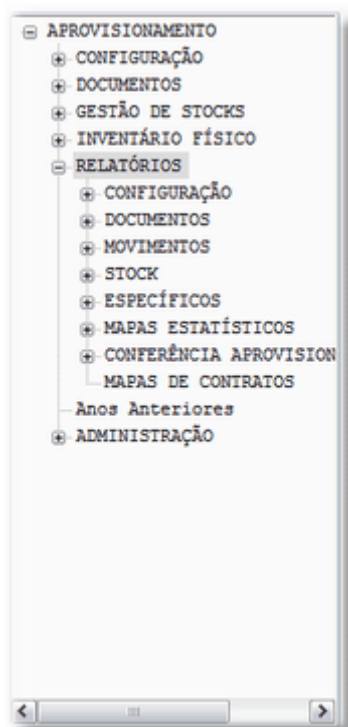 APROVISIONAMENTO
CONFIGURAÇÃO
DOCUMENTOS
GESTÃO DE STOCKS
INVENTÁRIO FÍSICO
RELATÓRIOS
CONFIGURAÇÃO
DOCUMENTOS
MOVIMENTOS
STOCK
ESPECÍFICOS
MAPAS ESTATÍSTICOS
CONFERÊNCIA APROVISION
MAPAS DE CONTRATOS
Anos Anteriores
ADMINISTRAÇÃO